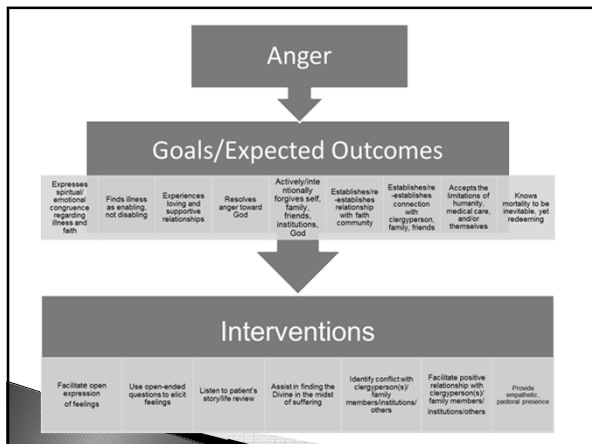 Anger
Goals/Expected Outcomes
Expresses
spiritual/
emotional
congruence
regarding
illness and
faith
Finds illness
as enabling,
not disabling
Experiences
loving and
supportive
relationships
Resolves
anger toward
God
Actively/inte
ntionally
forgives self,
family,
friends,
institutions,
God
Establishes/re
-establishes
relationship
with faith
community
Establishes/re
-establishes
connection
with
clergyperson,
family, friends
Accepts the
limitations of
humanity,
medical care,
and/or
themselves
Knows
mortality to be
inevitable, yet
redeeming
Interventions
Facilitate open
expression
of feelings
Use open-ended
questions to elicit
feelings
Listen to patient's
story/life review
Assist in finding the
Divine in the midst
of suffering
Identify conflict with
clergyperson(s)/
family
members/institutions/
others
Facilitate positive
relationship with
clergyperson(s)/
family members/
institutions/others
Provide
empathetic,
pastoral presence